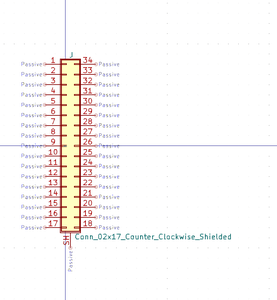 J
Passive 1 34 Passive
Passive 2 33 Passive
Passive 3 32 Passive
Passive 4 31 Passive
Passive 5 30 Passive
Passive 6 29 Passive
Passive 7 28 Passive
Passive 8 27 Passive
Passive 9 26 Passive
Passive 10 25 Passive
Passive 11 24 Passive
Passive 12 23 Passive
Passive 13 22 Passive
Passive 14 21 Passive
Passive 15 20 Passive
Passive 16 19 Passive
Passive 17 18 Passive
Conn_02x17_Counter_Clockwise_Shielded
SH
Passive